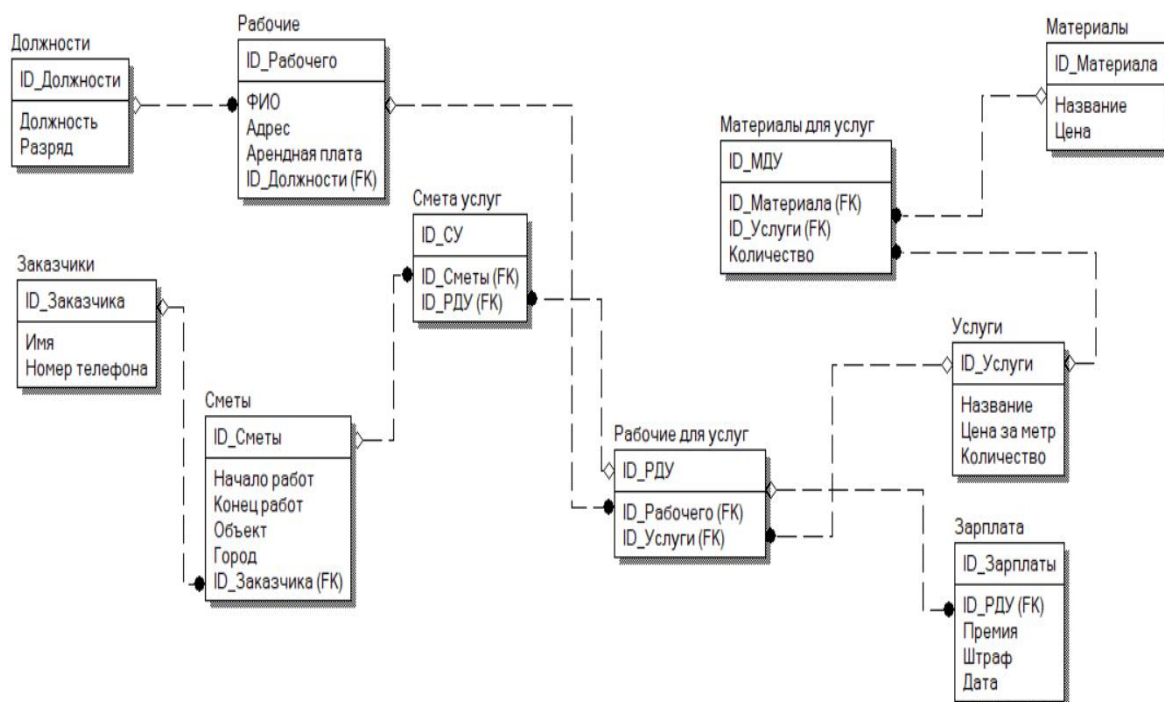 Должности
ID_Должности
Должность
Разряд
Рабочие
ID_Рабочего
ФИО
Адрес
Арендная плата
ID_Должности (FK)
Материалы
ID_Материала
Название
Цена
Материалы для услуг
ID_МДУ
ID_Материала (FK)
ID_Услуги (FK)
Количество
Смета услуг
ID_СУ
ID_Сметы (FK)
ID_РДУ (FK)
Заказчики
ID_Заказчика
Имя
Номер телефона
Сметы
ID_Сметы
Начало работ
Конец работ
Объект
Город
ID_Заказчика (FK)
Услуги
ID_Услуги
Название
Цена за метр
Количество
Рабочие для услуг
ID_РДУ
ID_Рабочего (FK)
ID_Услуги (FK)
Зарплата
ID_Зарплаты
ID_РДУ (FK)
Премия
Штраф
Дата